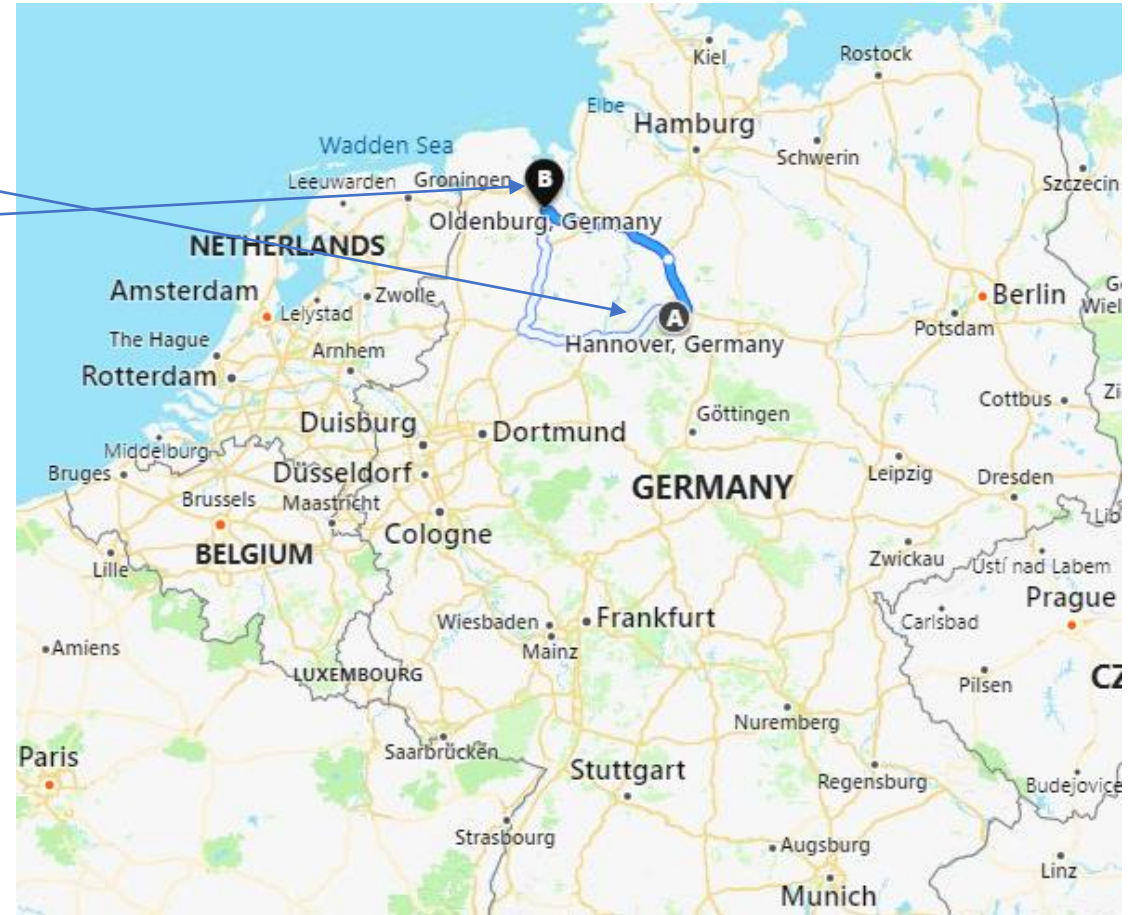 Kiel
Rostock
Elbe
Hamburg
Wadden Sea
Schwerin
Leeuwarden
Groningen
B
Szczecin
Oldenburg, Germany
NETHERLANDS
Amsterdam
Zwolle
Lelystad
Berlin
A
Potsdam
The Hague
Arnhem
Hannover, Germany
Rotterdam
Cottbus
Duisburg
Dortmund
Göttingen
Middelburg
Bruges
Düsseldorf
GERMANY
Leipzig
Dresden
Brussels
Maastricht
Cologne
BELGIUM
Zwickau
Ústí nad Labem
Lille
Prague
Wiesbaden
Frankfurt
Carlsbad
Amiens
Mainz
LUXEMBOURG
Pilsen
CZ
Nuremberg
Paris
Saarbrücken
Stuttgart
Regensburg
Budejovice
Strasbourg
Augsburg
Linz
Munich